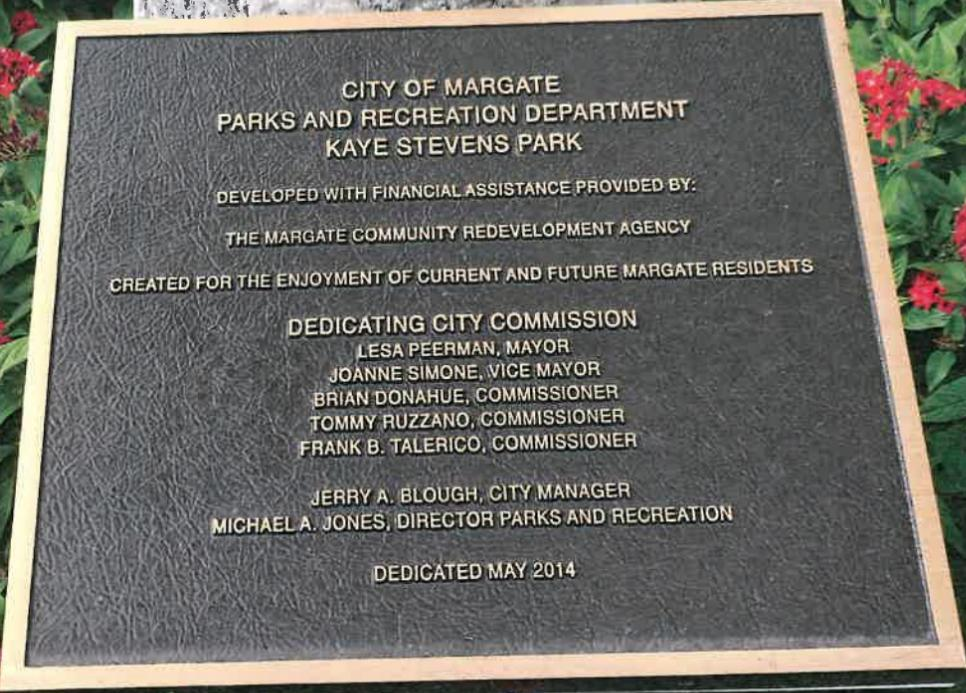 CITY OF MARGATE
PARKS AND RECREATION DEPARTMENT
KAYE STEVENS PARK
DEVELOPED WITH FINANCIAL ASSISTANCE PROVIDED BY:
THE MARGATE COMMUNITY REDEVELOPMENT AGENCY
CREATED FOR THE ENJOYMENT OF CURRENT AND FUTURE MARGATE RESIDENTS
DEDICATING CITY COMMISSION
LESA PEERMAN, MAYOR
JOANNE SIMONE, VICE MAYOR
BRIAN DONAHUE, COMMISSIONER
TOMMY RUZZANO, COMMISSIONER
FRANK B. TALERICO, COMMISSIONER
JERRY A. BLOUGH, CITY MANAGER
MICHAEL A. JONES, DIRECTOR PARKS AND RECREATION
DEDICATED MAY 2014